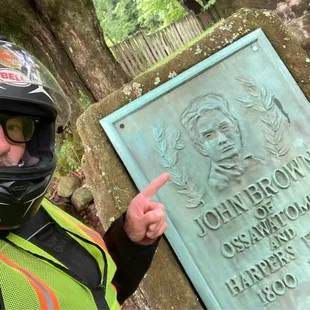 BELL
JOHN BROWN
OF
OSSAWATOM
AND
HARPERS
1800